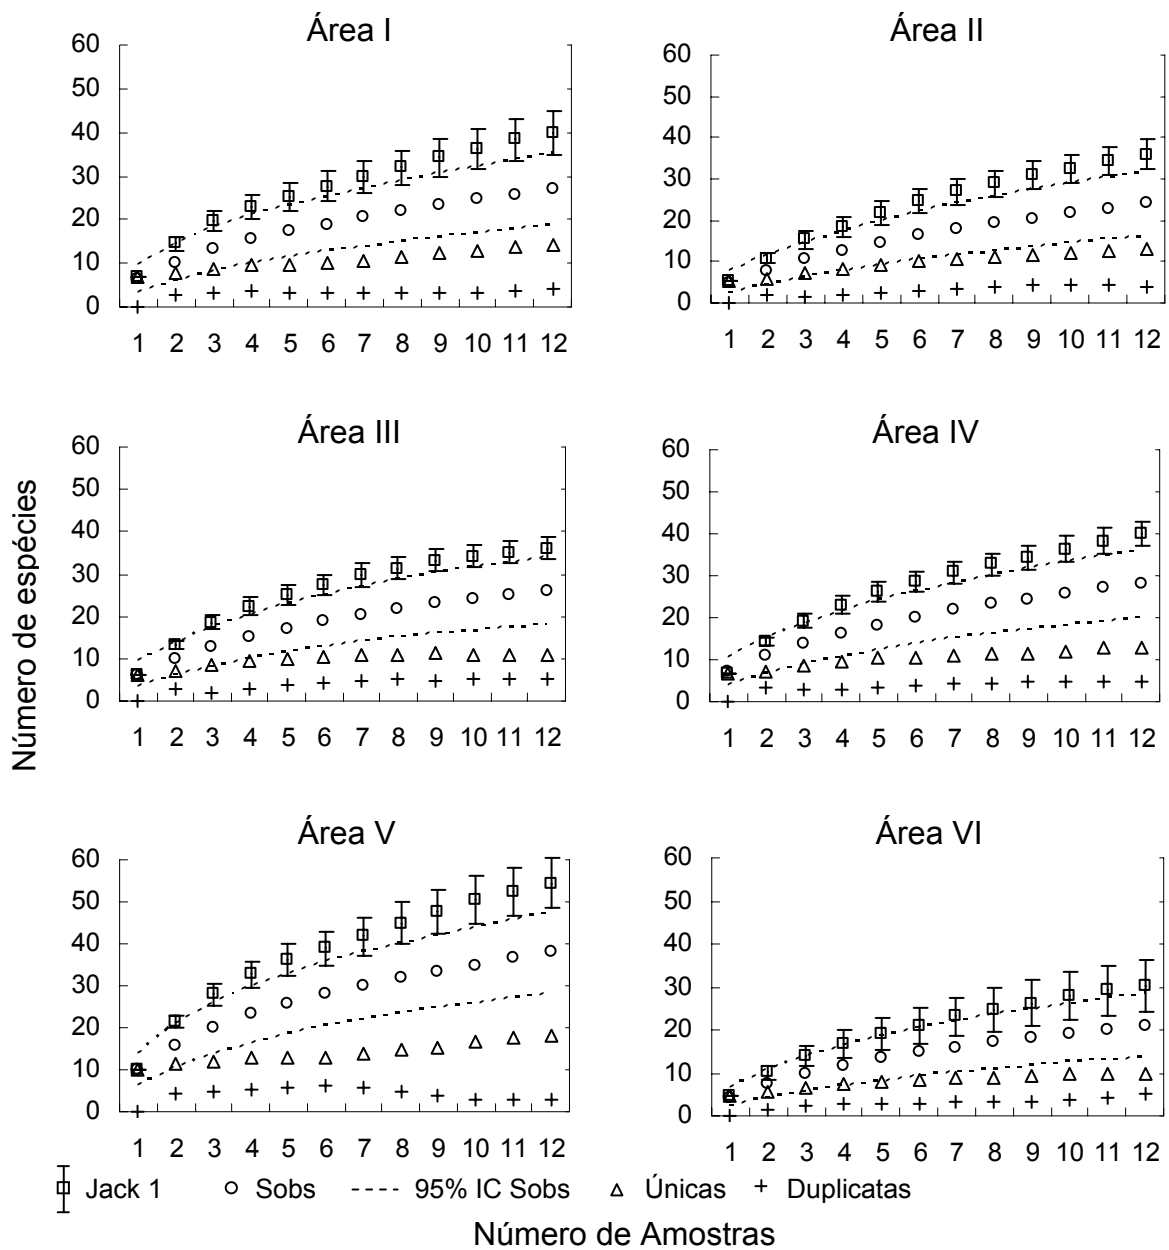 Área I
60
50
40
30
20
10
0
1 2 3 4 5 6 7 8 9 10 11 12
Área II
60
50
40
30
20
10
0
1 2 3 4 5 6 7 8 9 10 11 12
Número de espécies
Área III
60
50
40
30
20
10
0
1 2 3 4 5 6 7 8 9 10 11 12
Área IV
60
50
40
30
20
10
0
1 2 3 4 5 6 7 8 9 10 11 12
Área V
60
50
40
30
20
10
0
1 2 3 4 5 6 7 8 9 10 11 12
Área VI
60
50
40
30
20
10
0
1 2 3 4 5 6 7 8 9 10 11 12
Jack 1 Sobs 95% IC Sobs Únicas Duplicatas
Número de Amostras